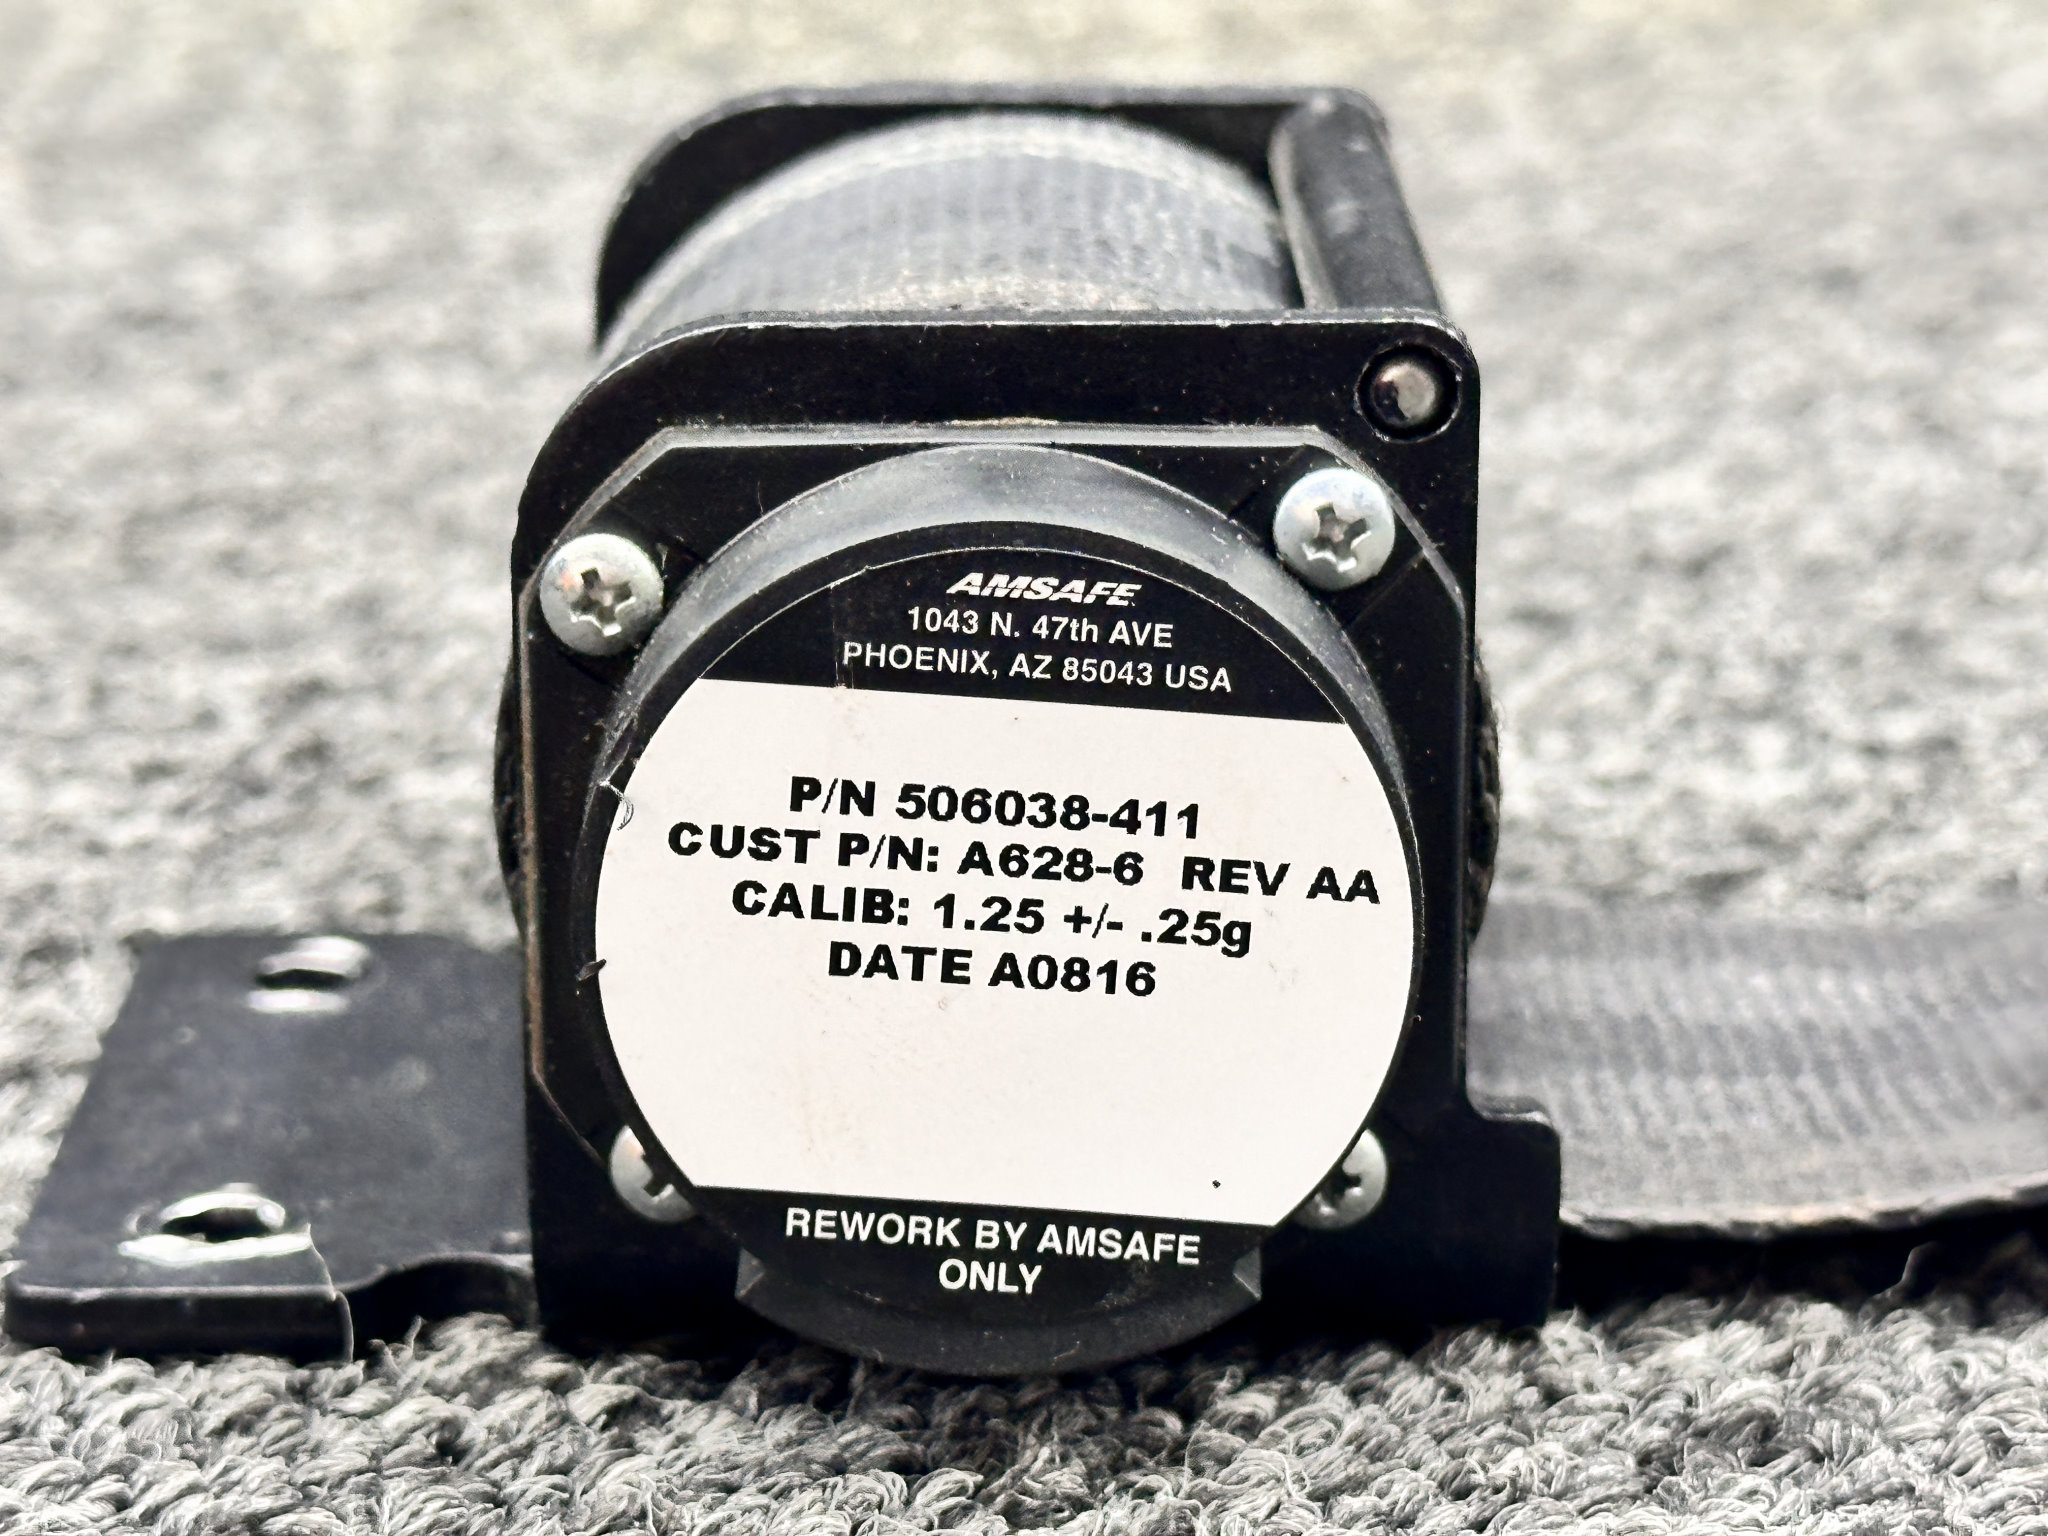 AMSAFE
1043 N. 47th AVE
PHOENIX, AZ 85043 USA
P/N 506038-411
CUST P/N: A628-6 REV AA
CALIB: 1.25 +/- .25g
DATE A0816
REWORK BY AMSAFE
ONLY